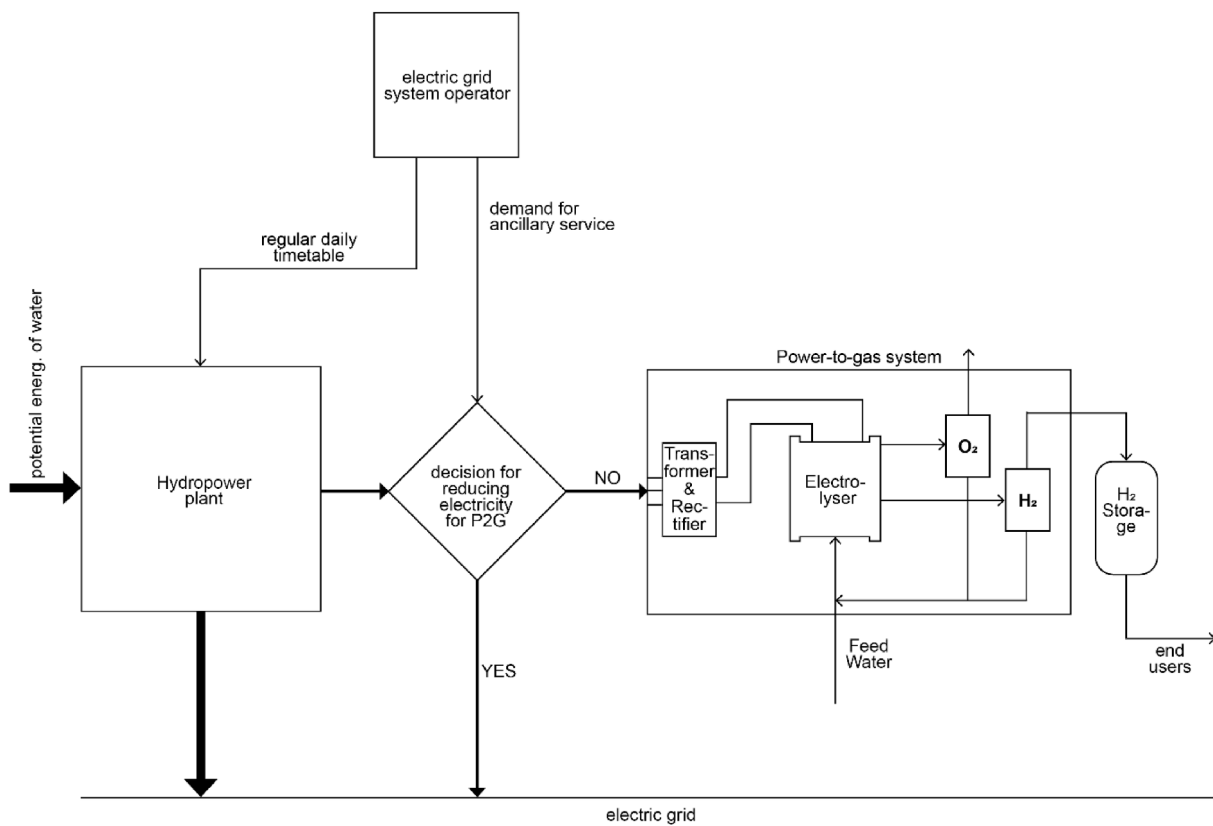 electric grid
system operator
demand for
ancillary service
regular daily
timetable
potential energ. of water
Power-to-gas system
Hydropower
plant
decision for
reducing
electricity
for P2G
NO
YES
Trans-
former
&
Rec-
tifier
Electro-
lyser
O₂
H₂
H₂
Stora-
ge
Feed
Water
end
users
electric grid